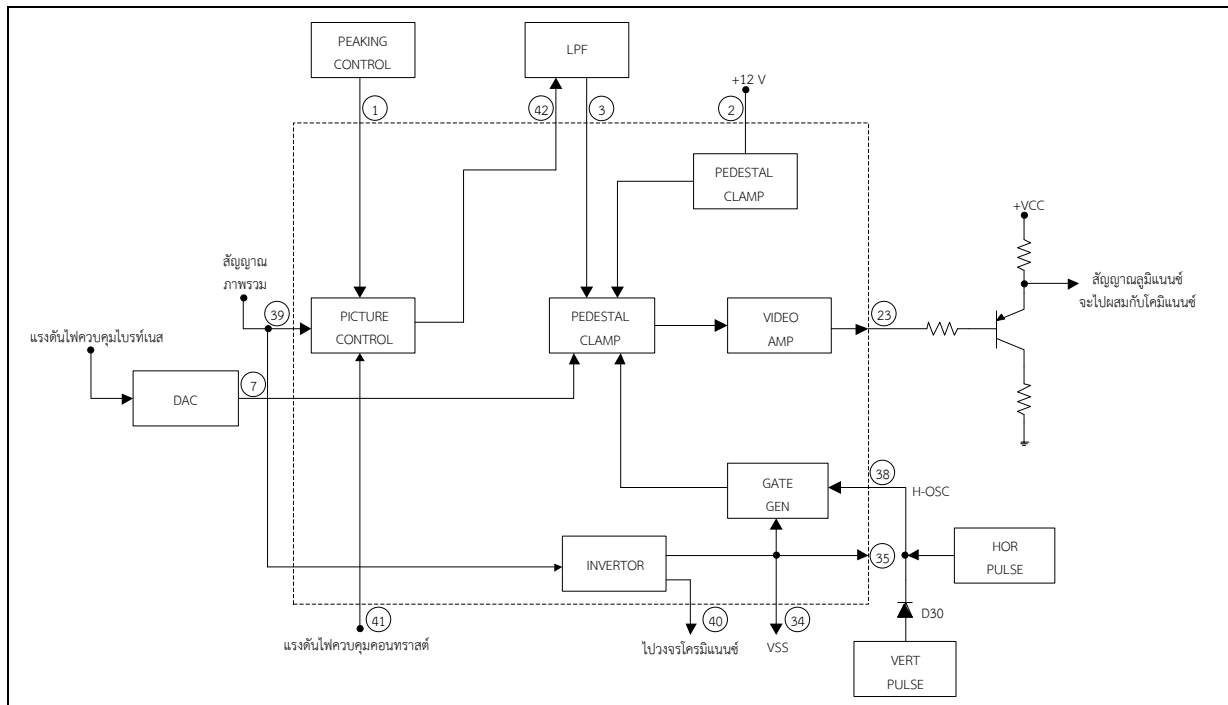 PEAKING
CONTROL
LPF
+12 V
1
42
3
2
PEDESTAL
CLAMP
+VCC
สัญญาณ
ภาพรวม
สัญญาณลูมิแนนซ์
จะไปผสมกับโคมิแนนซ์
39
PICTURE
CONTROL
PEDESTAL
CLAMP
VIDEO
AMP
23
แรงดันไฟควบคุมไบรท์เนส
7
DAC
GATE
GEN
38
H-OSC
INVERTOR
35
HOR
PULSE
D30
41
40
34
แรงดันไฟควบคุมคอนทราสต์
ไปวงจรโครมิแนนซ์
VSS
VERT
PULSE